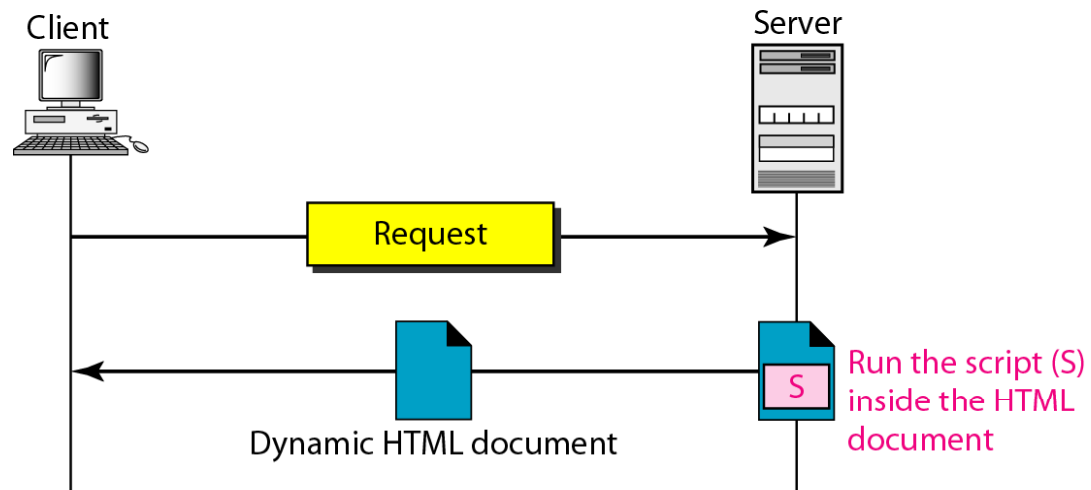 Client
Server
Request
S
Run the script (S)
inside the HTML
document
Dynamic HTML document